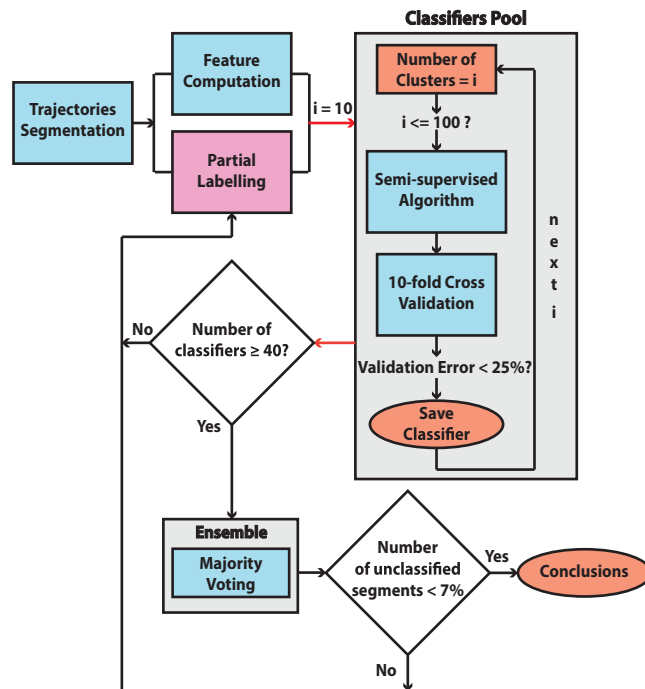 Classifiers Pool
Trajectories
Segmentation
Feature
Computation
Partial
Labelling
i = 10
Number of
Clusters = i
i <= 100 ?
Semi-supervised
Algorithm
10-fold Cross
Validation
Validation Error < 25%?
Save
Classifier
next i
Number of
classifiers ≥ 40?
No
Yes
Ensemble
Majority
Voting
Number
of unclassified
segments < 7%
Yes
Conclusions
No